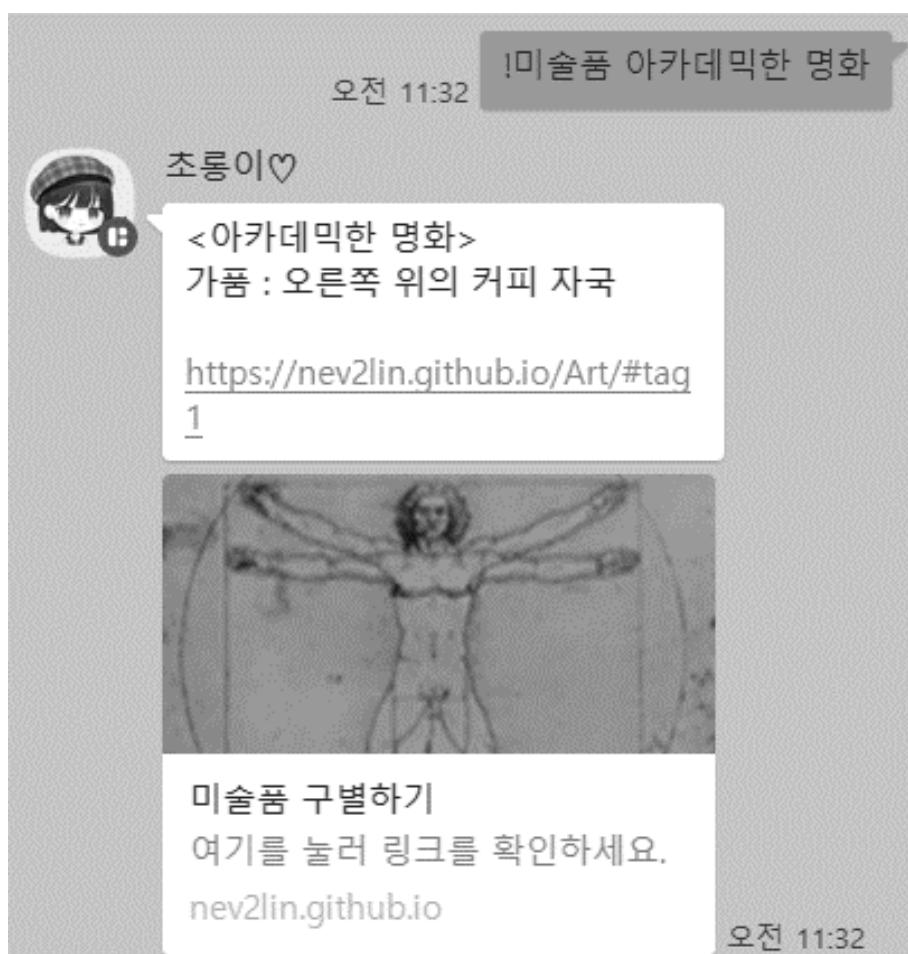 !미술품 아카데믹한 명화
오전 11:32
초롱이♡
<아카데믹한 명화>
가품 : 오른쪽 위의 커피 자국
https://nev2lin.github.io/Art/#tag
1
미술품 구별하기
여기를 눌러 링크를 확인하세요.
nev2lin.github.io
오전 11:32